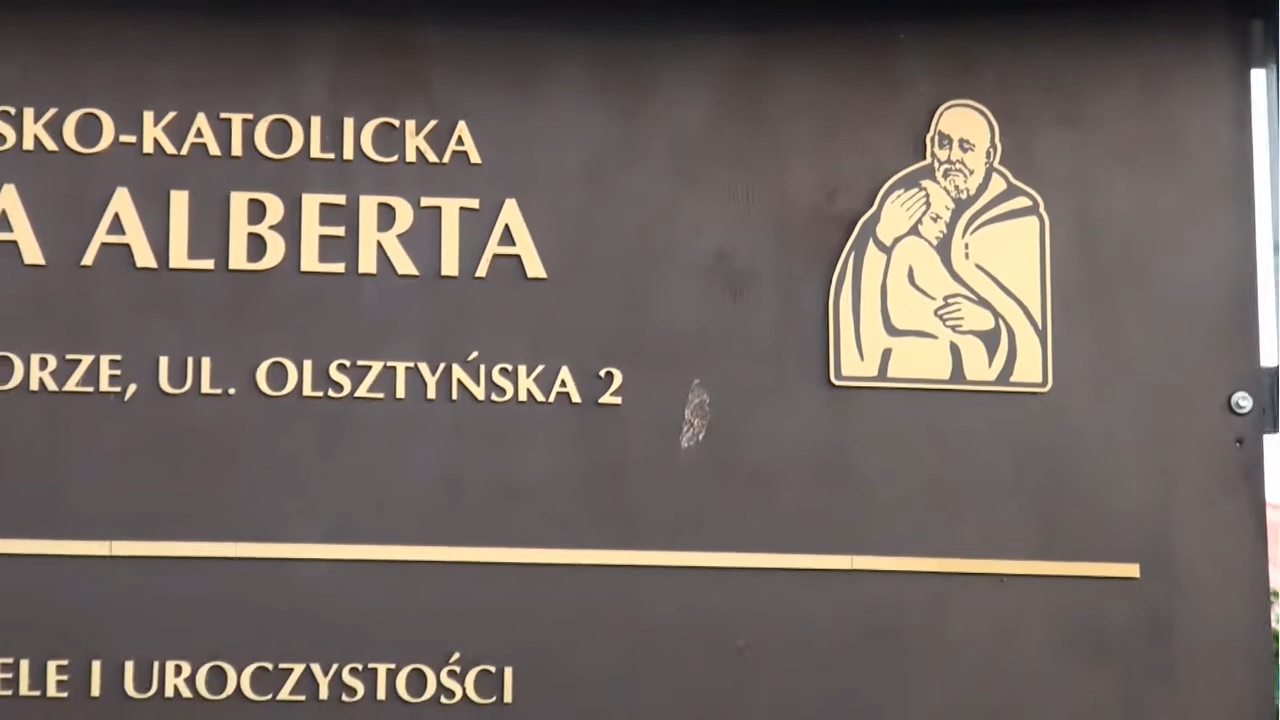 SKO-KATOLICKA
A ALBERTA
ORZE, UL. OLSZTYŃSKA 2
ELE I UROCZYSTOŚCI